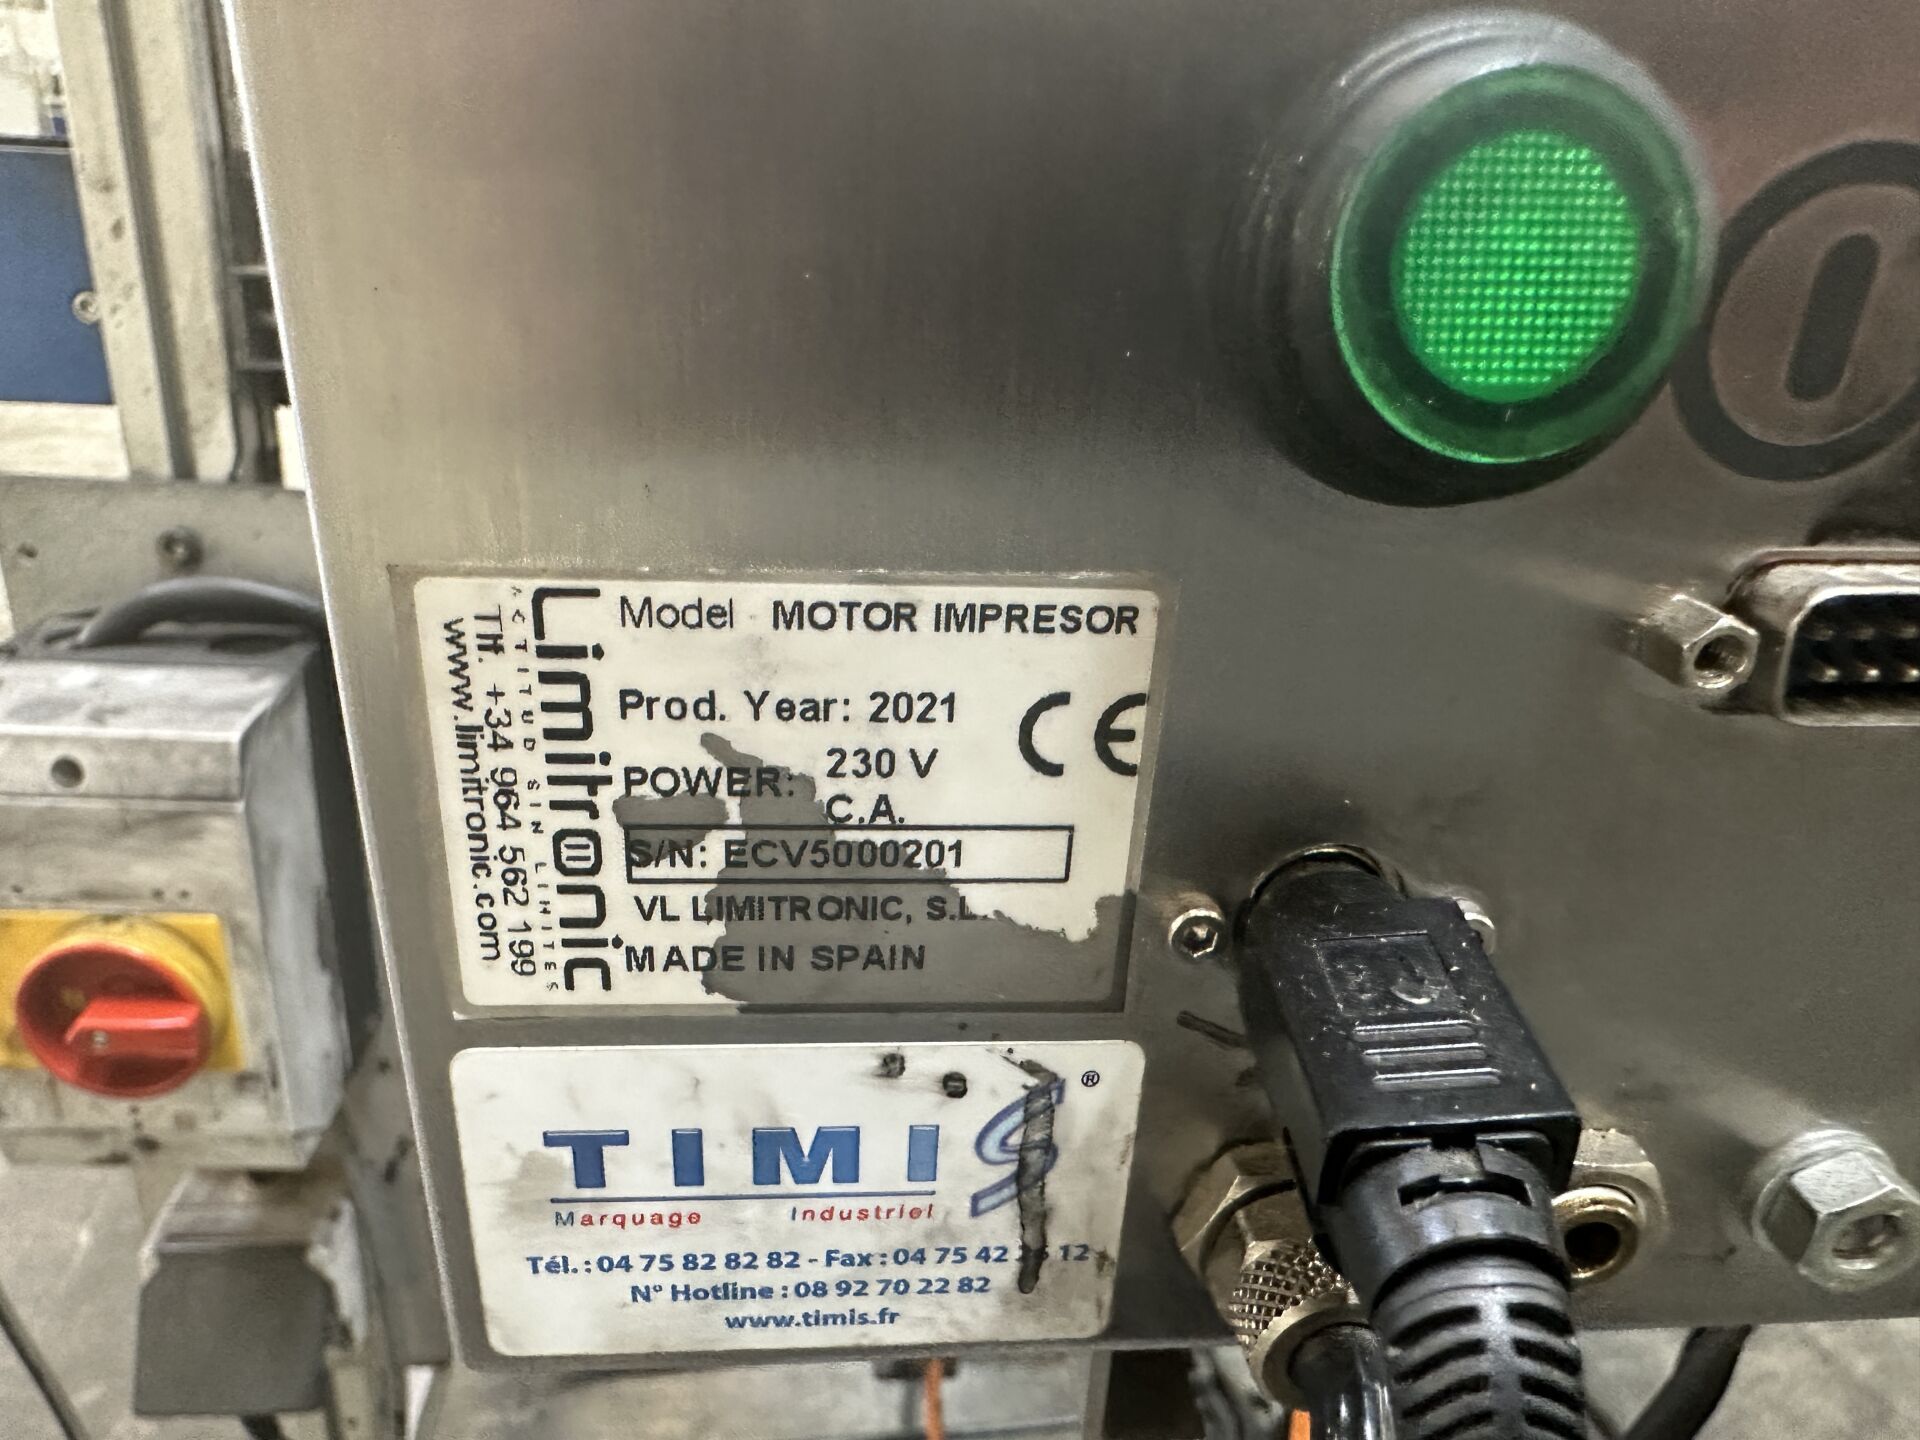 Model MOTOR IMPRESOR
Prod. Year: 2021
CE
POWER: 230 V
C.A.
S/N: ECV5000201
VL LIMITRONIC, S.L.
MADE IN SPAIN
Limitronic
ACTITUD SIN LIMITES
Tlf. +34 964 562 199
www.limitronic.com
TIMIS ®
Marquage Industriel
Tél.: 04 75 82 82 82 - Fax: 04 75 42 12
N° Hotline : 08 92 70 22 82
www.timis.fr